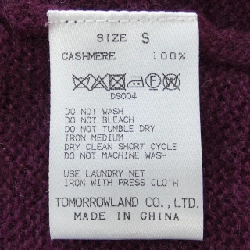 SIZE S
CASHMERE 100%
DS004
DO NOT WASH
DO NOT BLEACH
DO NOT TUMBLE DRY
IRON MEDIUM
DRY CLEAN SHORT CYCLE
DO NOT MACHINE WASH
USE LAUNDRY NET
IRON WITH PRESS CLOTH
TOMORROWLAND CO., LTD.
MADE IN CHINA